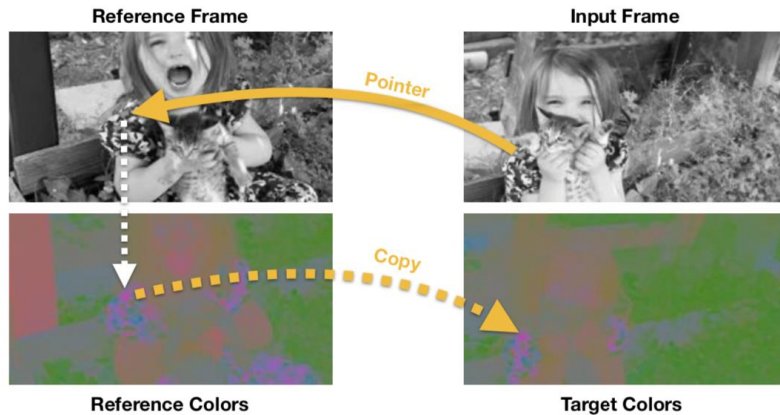 Reference Frame
Input Frame
Pointer
Copy
Reference Colors
Target Colors